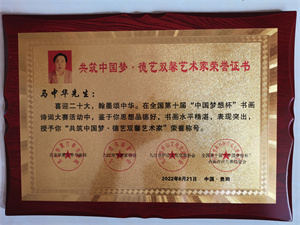 共筑中国梦·德艺双馨艺术家荣誉证书
马中华先生：
喜迎二十大，翰墨颂中华。在全国第十届“中国梦想杯”书画
诗词大赛活动中，鉴于你思想品德好，书画水平精湛，表现突出，
授予你“共筑中国梦·德艺双馨艺术家”荣誉称号。
2022年8月21日 中国·贵州